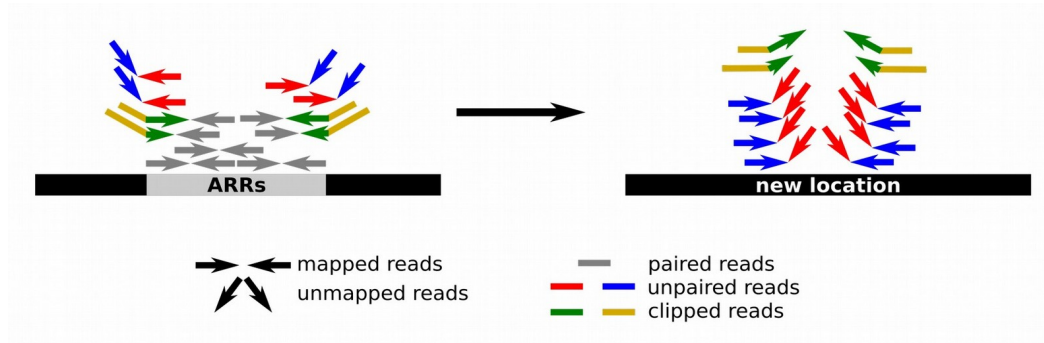 ARRs
new location
mapped reads
unmapped reads
paired reads
unpaired reads
clipped reads